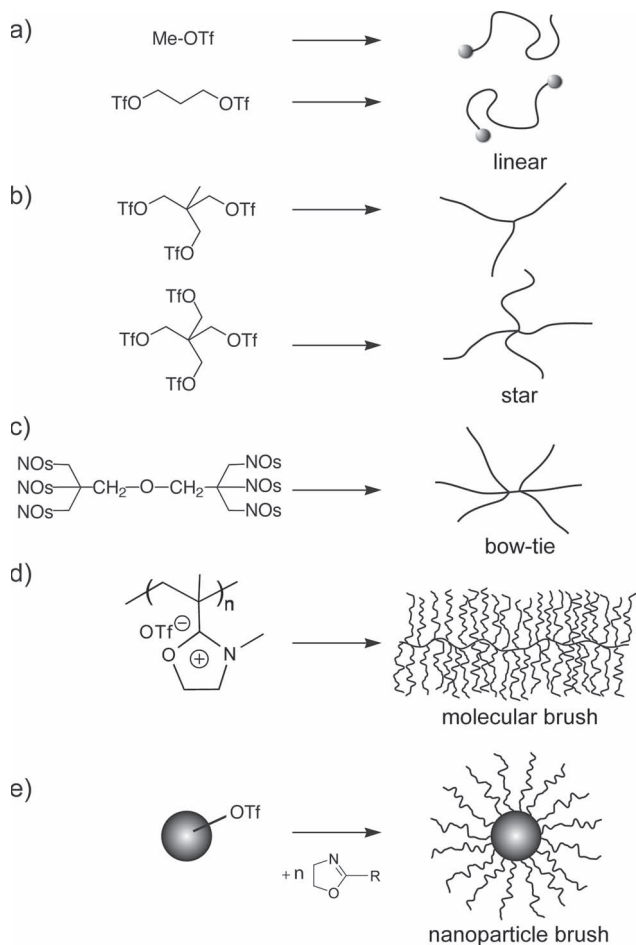 a)
Me-OTf
TfO OTf
linear
b)
TfO OTf
TfO
TfO
TfO OTf
TfO
star
c)
NOs NOs
NOs CH2-O-CH2 NOs
NOs NOs
bow-tie
d)
( )n
OTf⊖
O ⊕ N
molecular brush
e)
OTf
+ n N R
O
nanoparticle brush